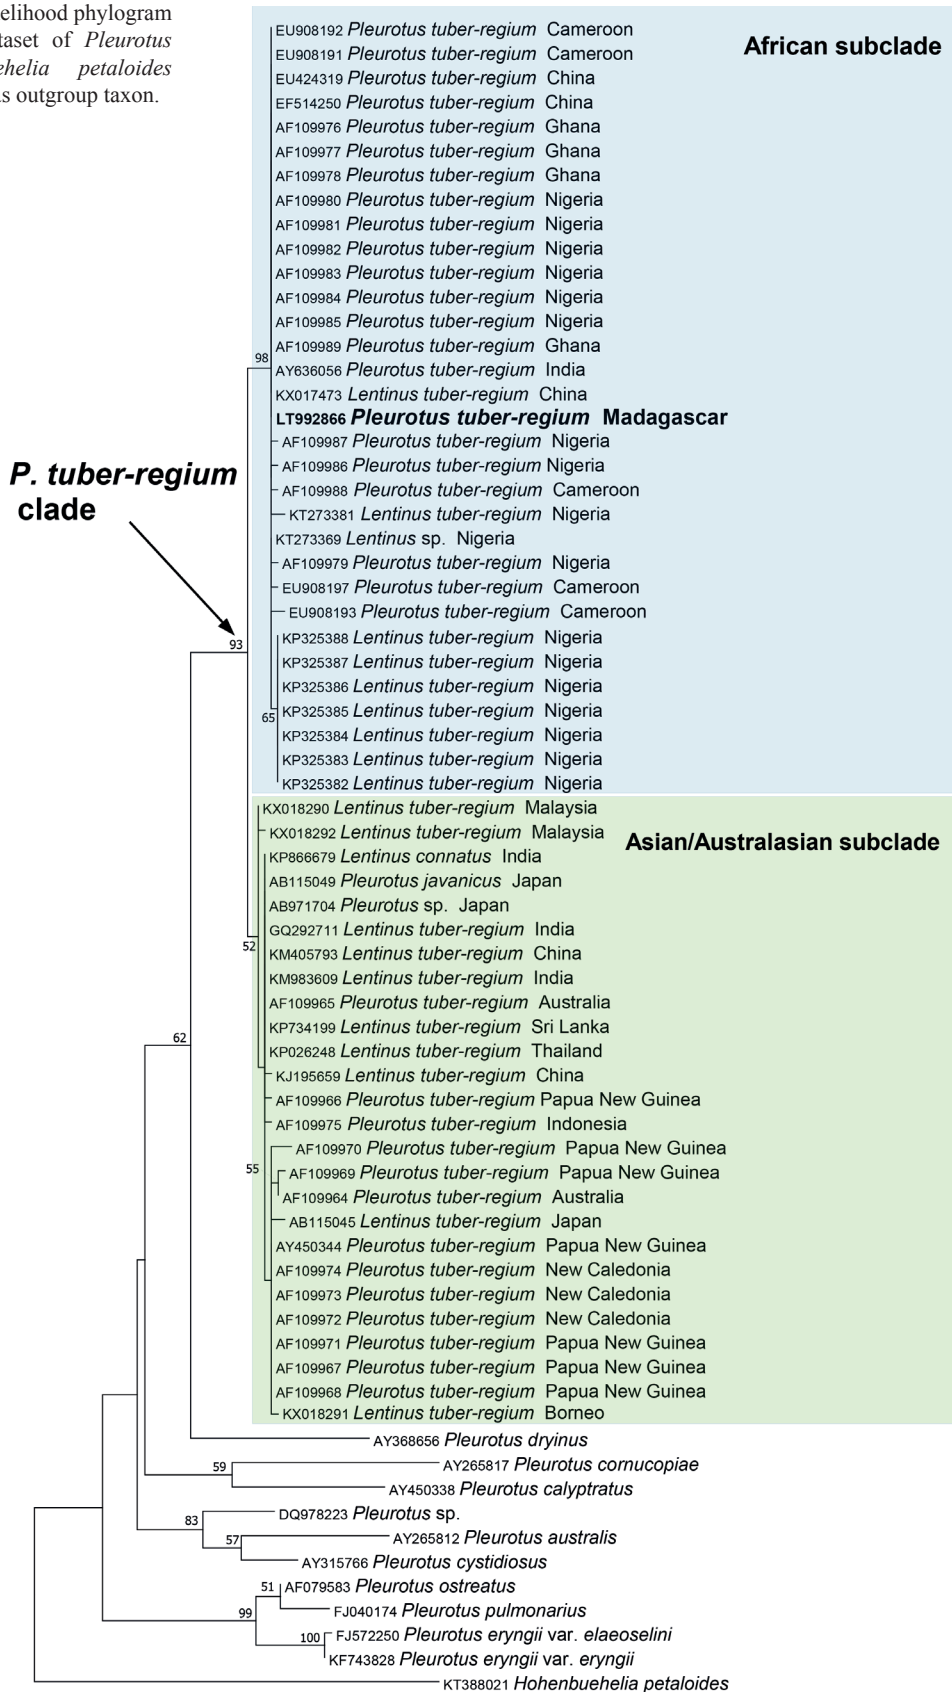 elihood phylogram
taset of Pleurotus
ehelia petaloides
s outgroup taxon.
African subclade
EU908192 Pleurotus tuber-regium Cameroon
EU908191 Pleurotus tuber-regium Cameroon
EU424319 Pleurotus tuber-regium China
EF514250 Pleurotus tuber-regium China
AF109976 Pleurotus tuber-regium Ghana
AF109977 Pleurotus tuber-regium Ghana
AF109978 Pleurotus tuber-regium Ghana
AF109980 Pleurotus tuber-regium Nigeria
AF109981 Pleurotus tuber-regium Nigeria
AF109982 Pleurotus tuber-regium Nigeria
AF109983 Pleurotus tuber-regium Nigeria
AF109984 Pleurotus tuber-regium Nigeria
AF109985 Pleurotus tuber-regium Nigeria
AF109989 Pleurotus tuber-regium Ghana
98
AY636056 Pleurotus tuber-regium India
KX017473 Lentinus tuber-regium China
LT992866 Pleurotus tuber-regium Madagascar
AF109987 Pleurotus tuber-regium Nigeria
AF109986 Pleurotus tuber-regium Nigeria
P. tuber-regium
clade
AF109988 Pleurotus tuber-regium Cameroon
KT273381 Lentinus tuber-regium Nigeria
KT273369 Lentinus sp. Nigeria
AF109979 Pleurotus tuber-regium Nigeria
EU908197 Pleurotus tuber-regium Cameroon
EU908193 Pleurotus tuber-regium Cameroon
KP325388 Lentinus tuber-regium Nigeria
93
KP325387 Lentinus tuber-regium Nigeria
KP325386 Lentinus tuber-regium Nigeria
KP325385 Lentinus tuber-regium Nigeria
65
KP325384 Lentinus tuber-regium Nigeria
KP325383 Lentinus tuber-regium Nigeria
KP325382 Lentinus tuber-regium Nigeria
KX018290 Lentinus tuber-regium Malaysia
KX018292 Lentinus tuber-regium Malaysia
Asian/Australasian subclade
KP866679 Lentinus connatus India
AB115049 Pleurotus javanicus Japan
AB971704 Pleurotus sp. Japan
GQ292711 Lentinus tuber-regium India
52
KM405793 Lentinus tuber-regium China
KM983609 Lentinus tuber-regium India
AF109965 Pleurotus tuber-regium Australia
KP734199 Lentinus tuber-regium Sri Lanka
62
KP026248 Lentinus tuber-regium Thailand
KJ195659 Lentinus tuber-regium China
AF109966 Pleurotus tuber-regium Papua New Guinea
AF109975 Pleurotus tuber-regium Indonesia
AF109970 Pleurotus tuber-regium Papua New Guinea
55
AF109969 Pleurotus tuber-regium Papua New Guinea
AF109964 Pleurotus tuber-regium Australia
AB115045 Lentinus tuber-regium Japan
AY450344 Pleurotus tuber-regium Papua New Guinea
AF109974 Pleurotus tuber-regium New Caledonia
AF109973 Pleurotus tuber-regium New Caledonia
AF109972 Pleurotus tuber-regium New Caledonia
AF109971 Pleurotus tuber-regium Papua New Guinea
AF109967 Pleurotus tuber-regium Papua New Guinea
AF109968 Pleurotus tuber-regium Papua New Guinea
KX018291 Lentinus tuber-regium Borneo
AY368656 Pleurotus dryinus
59
AY265817 Pleurotus cornucopiae
AY450338 Pleurotus calyptratus
DQ978223 Pleurotus sp.
83
57
AY265812 Pleurotus australis
AY315766 Pleurotus cystidiosus
51
AF079583 Pleurotus ostreatus
FJ040174 Pleurotus pulmonarius
99
100
FJ572250 Pleurotus eryngii var. elaeoselini
KF743828 Pleurotus eryngii var. eryngii
KT388021 Hohenbuehelia petaloides